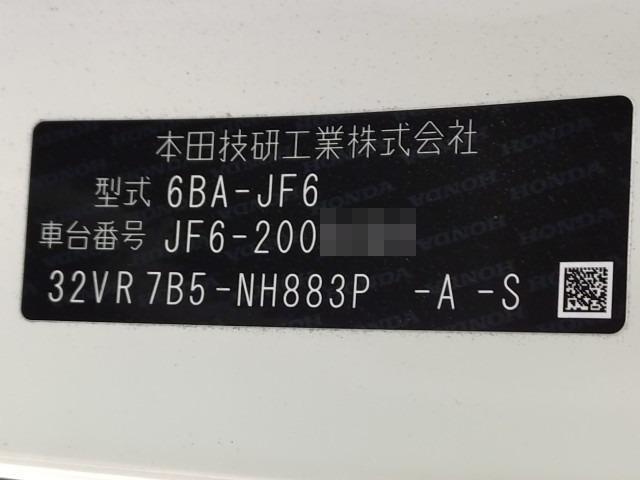 本田技研工業株式会社
型式 6BA-JF6
車台番号 JF6-200
32VR 7B5-NH883P -A -S